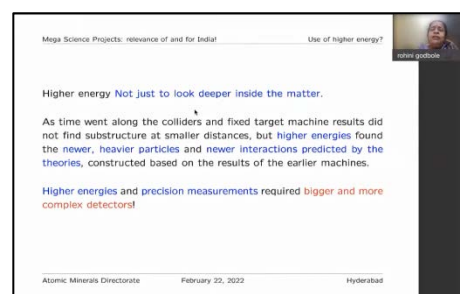 Mega Science Projects: relevance of and for India!
Use of higher energy?
rohini godbole
Higher energy Not just to look deeper inside the matter.
As time went along the colliders and fixed target machine results did
not find substructure at smaller distances, but higher energies found
the newer, heavier particles and newer interactions predicted by the
theories, constructed based on the results of the earlier machines.
Higher energies and precision measurements required bigger and more
complex detectors!
Atomic Minerals Directorate
February 22, 2022
Hyderabad